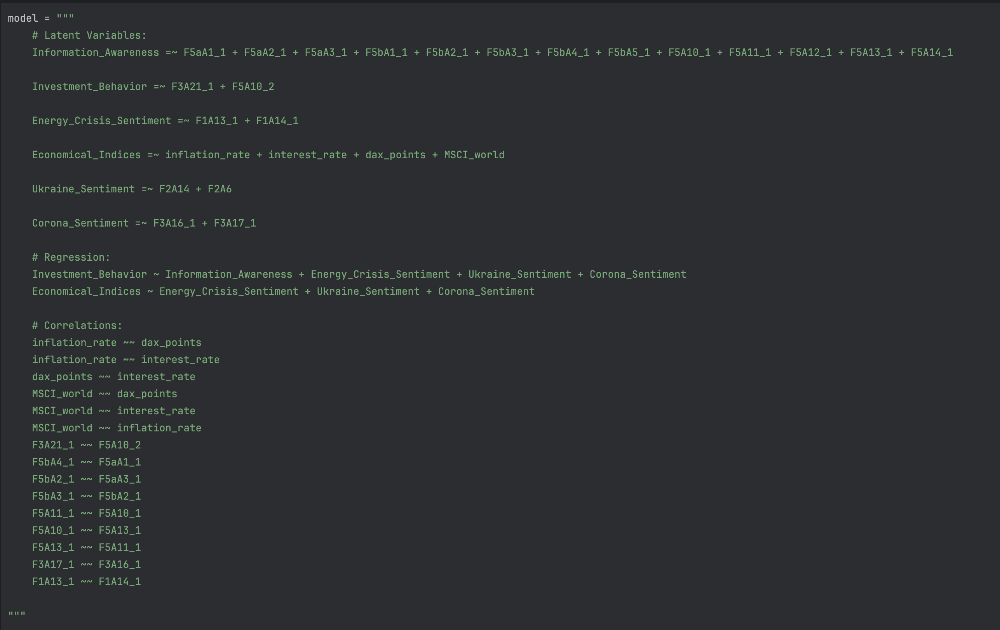 model = """
# Latent Variables:
Information_Awareness =~ F5aA1_1 + F5aA2_1 + F5aA3_1 + F5bA1_1 + F5bA2_1 + F5bA3_1 + F5bA4_1 + F5bA5_1 + F5A10_1 + F5A11_1 + F5A12_1 + F5A13_1 + F5A14_1
Investment_Behavior =~ F3A21_1 + F5A10_2
Energy_Crisis_Sentiment =~ F1A13_1 + F1A14_1
Economical_Indices =~ inflation_rate + interest_rate + dax_points + MSCI_world
Ukraine_Sentiment =~ F2A14 + F2A6
Corona_Sentiment =~ F3A16_1 + F3A17_1
# Regression:
Investment_Behavior ~ Information_Awareness + Energy_Crisis_Sentiment + Ukraine_Sentiment + Corona_Sentiment
Economical_Indices ~ Energy_Crisis_Sentiment + Ukraine_Sentiment + Corona_Sentiment
# Correlations:
inflation_rate ~~ dax_points
inflation_rate ~~ interest_rate
dax_points ~~ interest_rate
MSCI_world ~~ dax_points
MSCI_world ~~ interest_rate
MSCI_world ~~ inflation_rate
F3A21_1 ~~ F5A10_2
F5bA4_1 ~~ F5aA1_1
F5bA2_1 ~~ F5aA3_1
F5bA3_1 ~~ F5bA2_1
F5A11_1 ~~ F5A10_1
F5A10_1 ~~ F5A13_1
F5A13_1 ~~ F5A11_1
F3A17_1 ~~ F3A16_1
F1A13_1 ~~ F1A14_1
"""